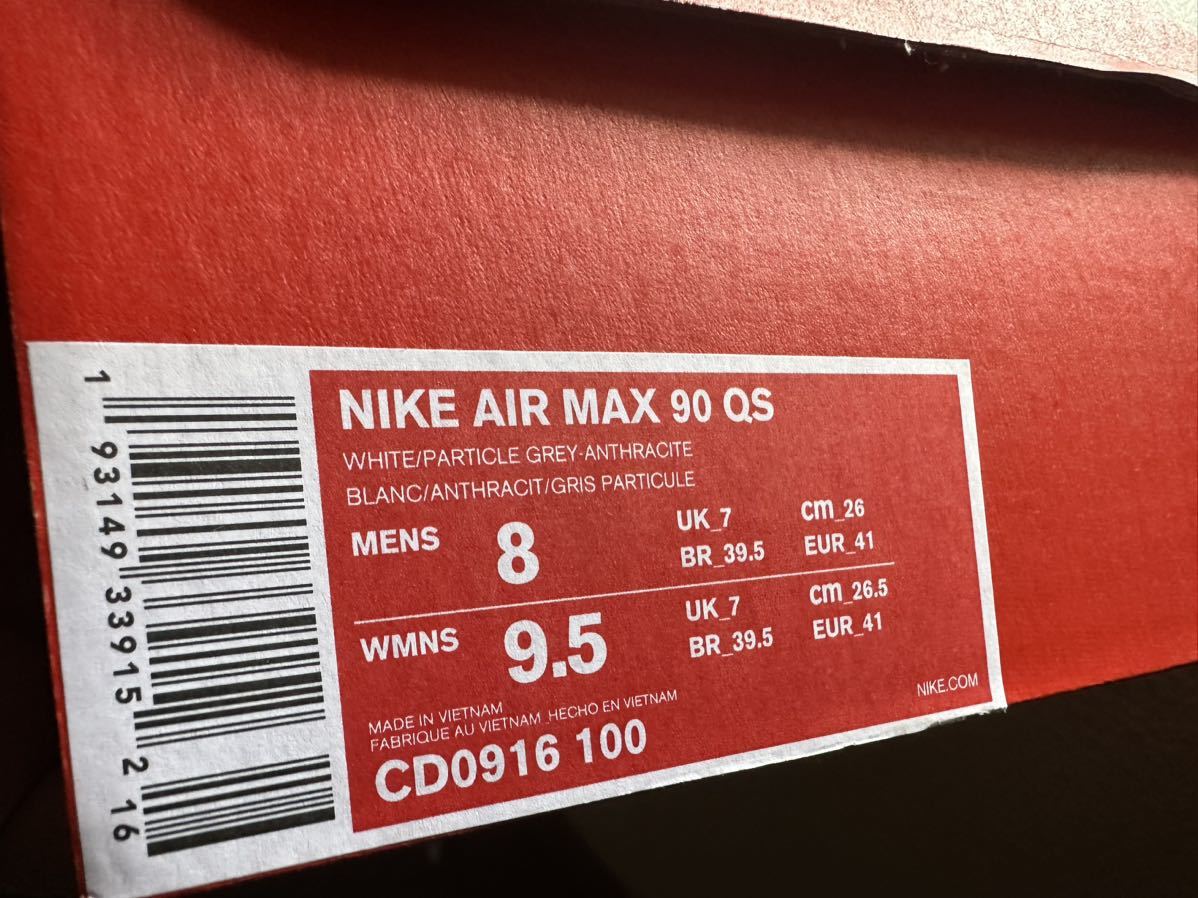 NIKE AIR MAX 90 QS
WHITE/PARTICLE GREY-ANTHRACITE
BLANC/ANTHRACIT/GRIS PARTICULE
MENS 8 UK_7 cm_26
BR_39.5 EUR_41
WMNS 9.5 UK_7 cm_26.5
BR_39.5 EUR_41
MADE IN VIETNAM
FABRIQUE AU VIETNAM ,HECHO EN VIETNAM
NIKE.COM
CD0916 100
1 93149 33915 2 16